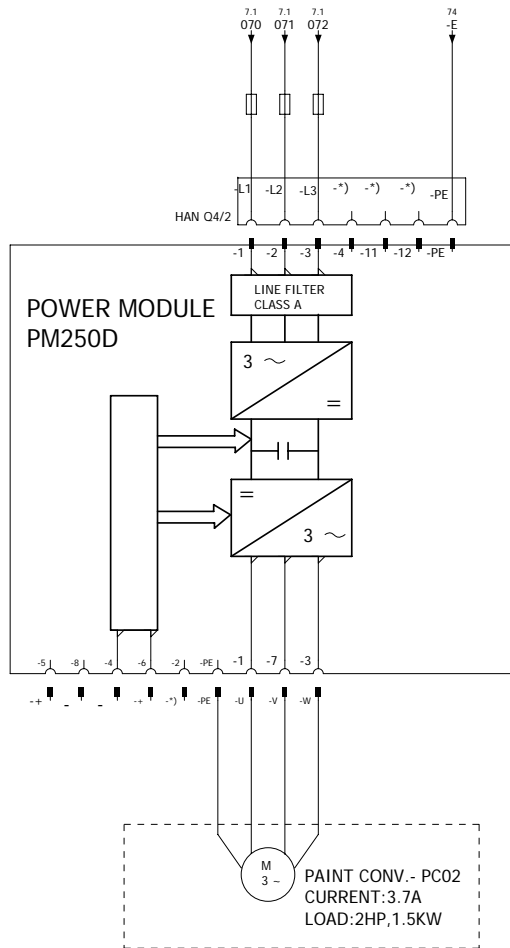 7.1 7.1 7.1 74
070 071 072 -E
-L1 -L2 -L3 -*) -*) -*) -PE
HAN Q4/2
-1 -2 -3 -4 -11 -12 -PE
LINE FILTER
CLASS A
POWER MODULE
PM250D
3 ~
=
=
3 ~
-5 -8 -4 -6 -2 -PE -1 -7 -3
-+ - - -+ -*) -PE -U -V -W
M
3 ~
PAINT CONV.- PC02
CURRENT:3.7A
LOAD:2HP,1.5KW